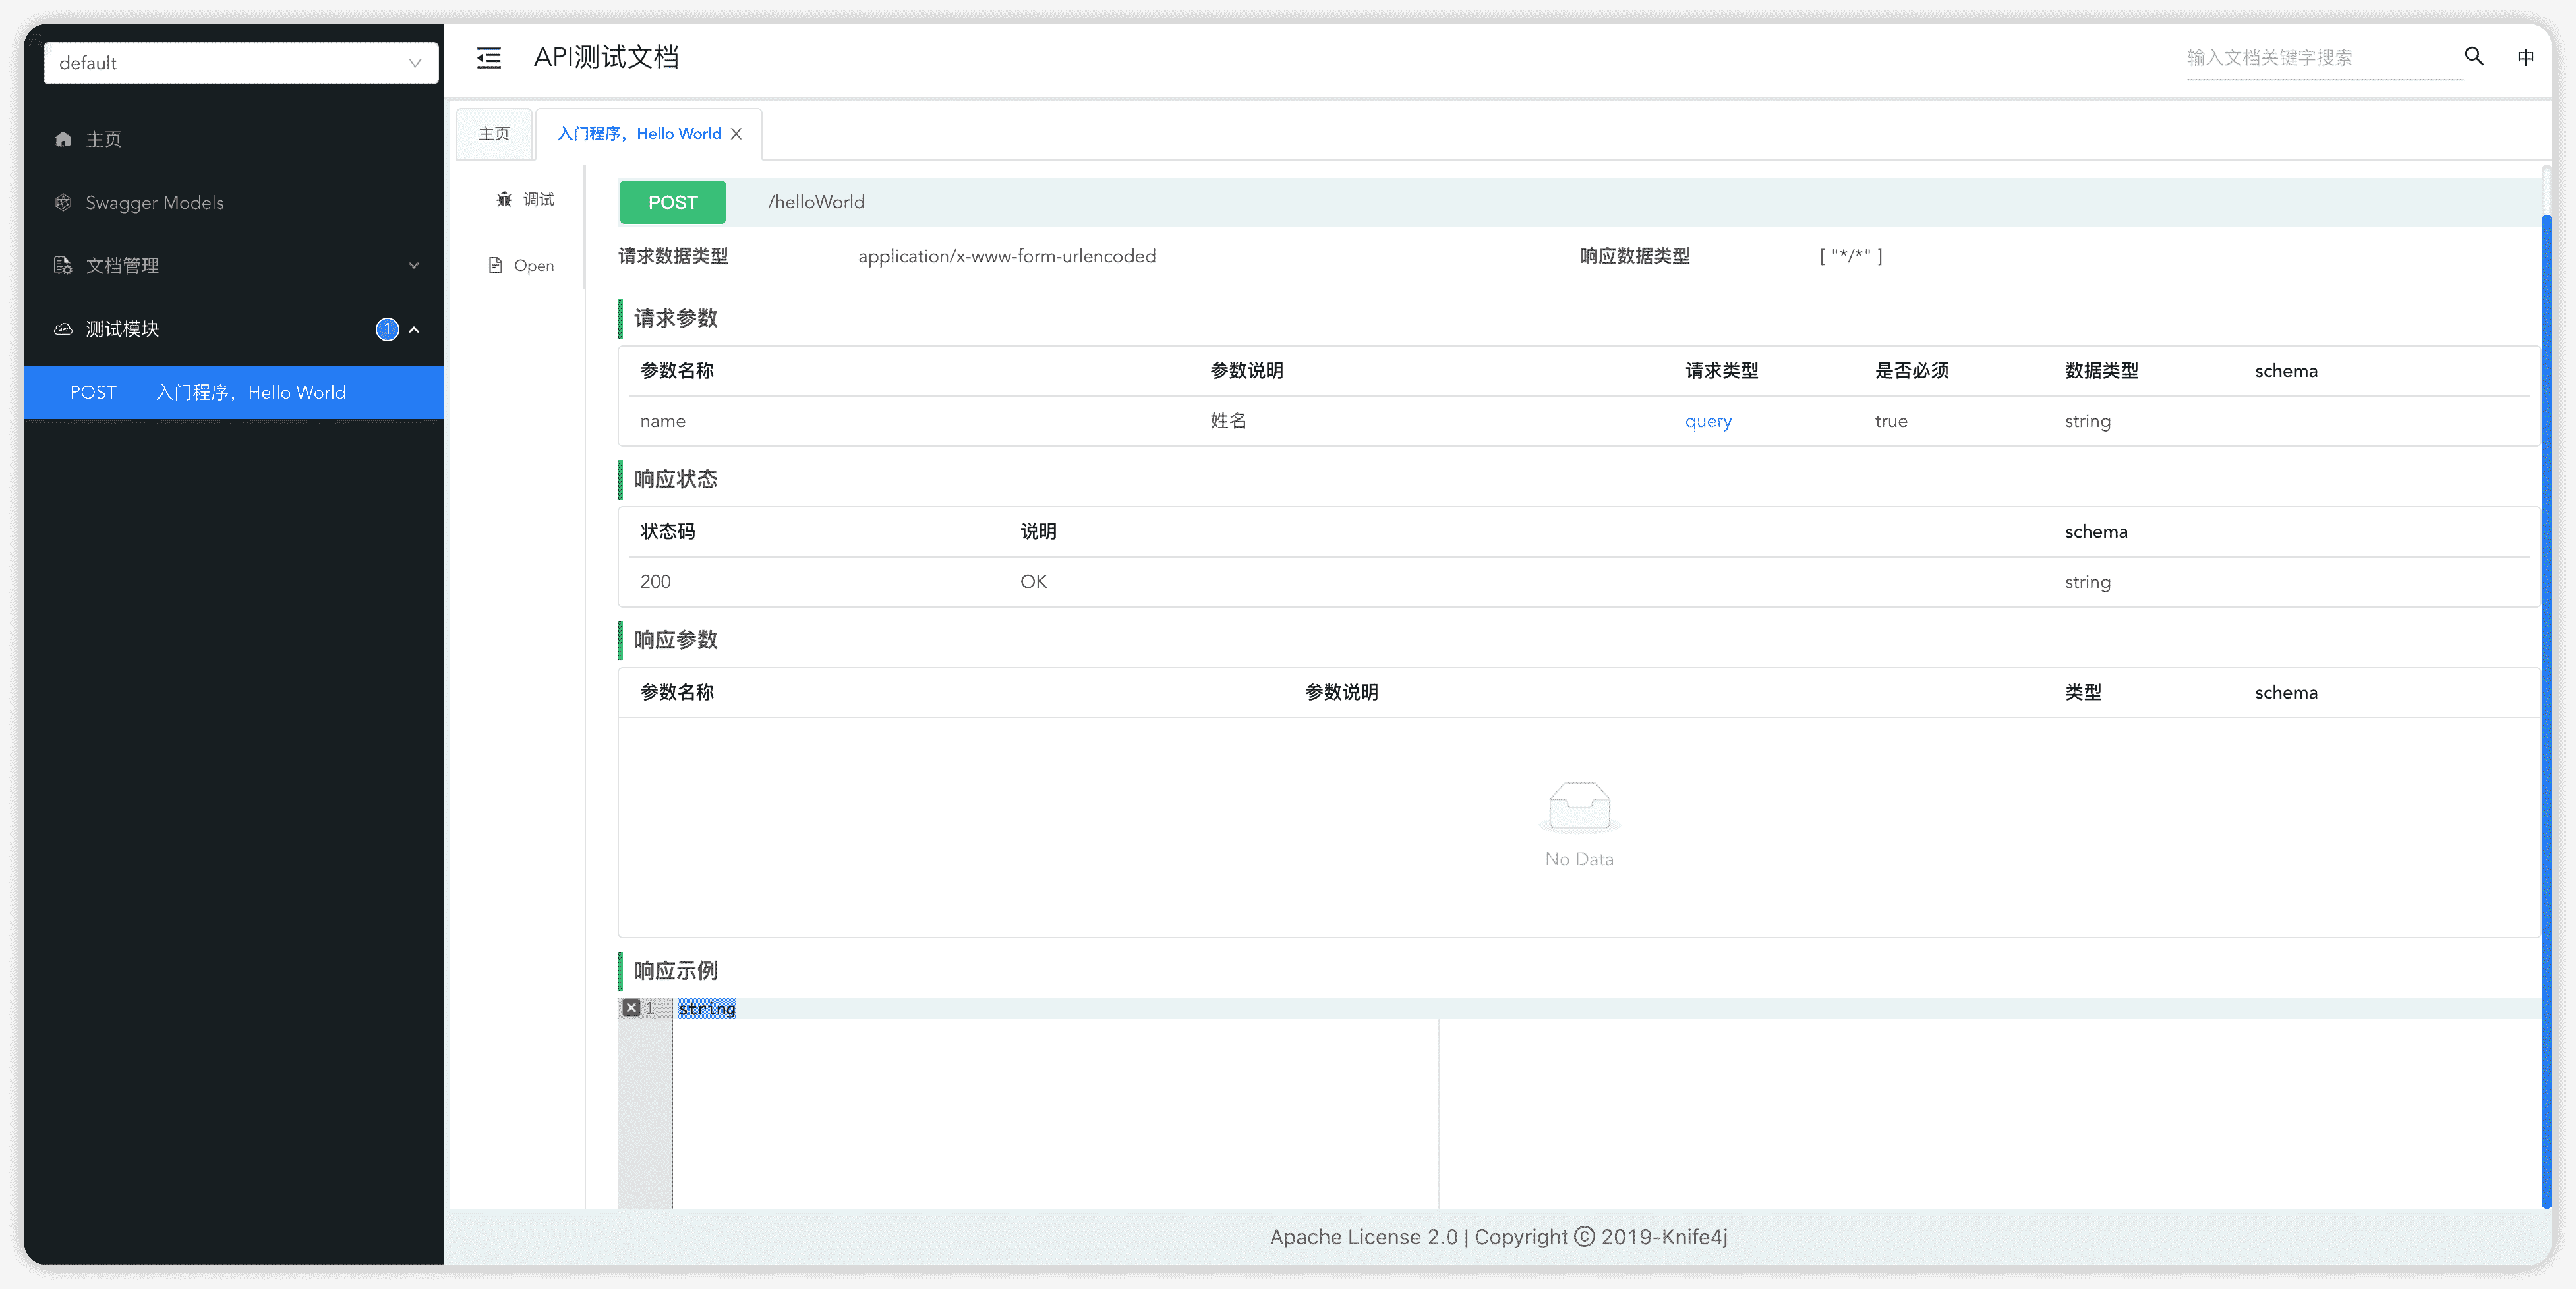 default
API测试文档
输入文档关键字搜索
中
主页
Swagger Models
文档管理
测试模块 1
POST 入门程序，Hello World
主页 入门程序，Hello World
调试
Open
POST /helloWorld
请求数据类型 application/x-www-form-urlencoded 响应数据类型 [ "*/*" ]
请求参数
参数名称 参数说明 请求类型 是否必须 数据类型 schema
name 姓名 query true string
响应状态
状态码 说明 schema
200 OK string
响应参数
参数名称 参数说明 类型 schema
No Data
响应示例
1 string
Apache License 2.0 | Copyright © 2019-Knife4j